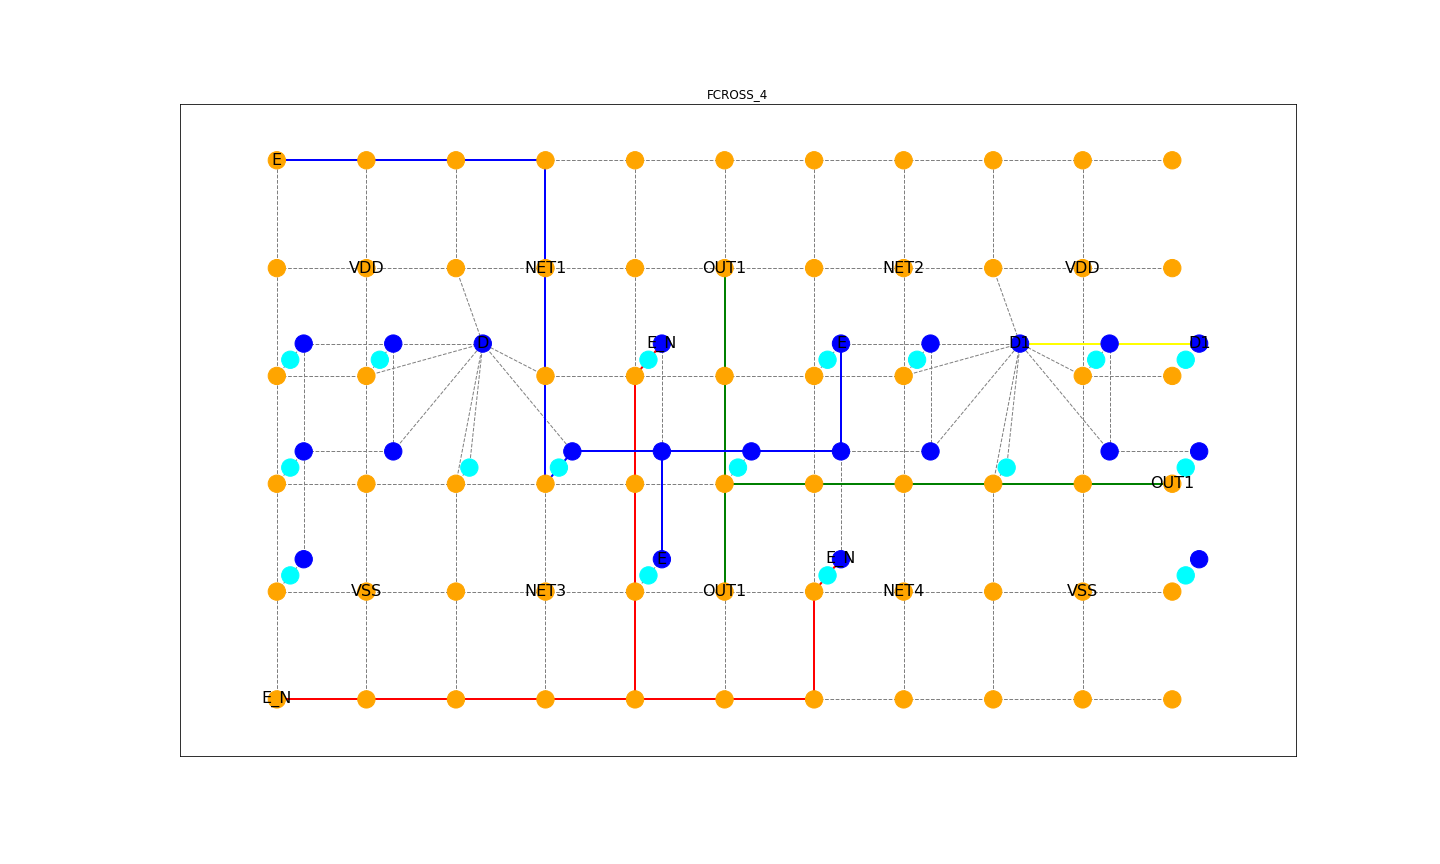 FCROSS_4
E
VDD NET1 OUT1 NET2 VDD
D E_N E D1 D1
OUT1
E E_N
VSS NET3 OUT1 NET4 VSS
E_N